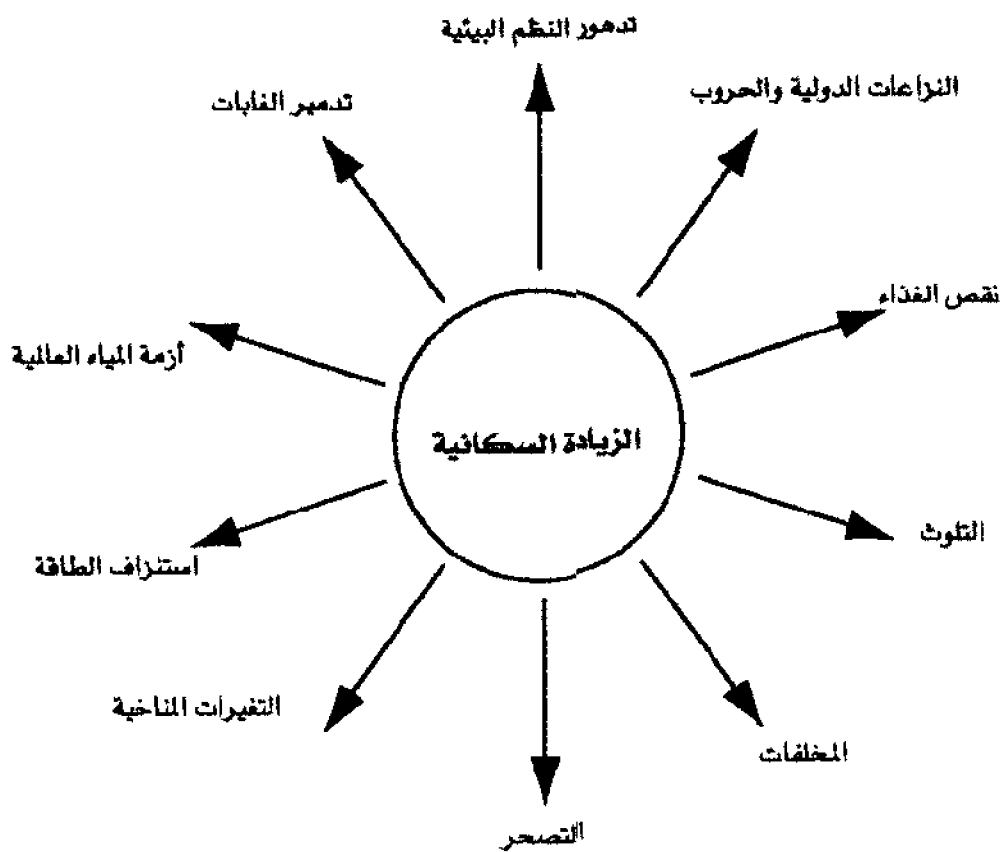 تدهور النظم البيئية
النزاعات الدولية والحروب
تدمير الغابات
نقص الغذاء
أزمة المياه العالمية
الزيادة السكانية
التلوث
استنزاف الطاقة
التغيرات المناخية
المخلفات
التصحر